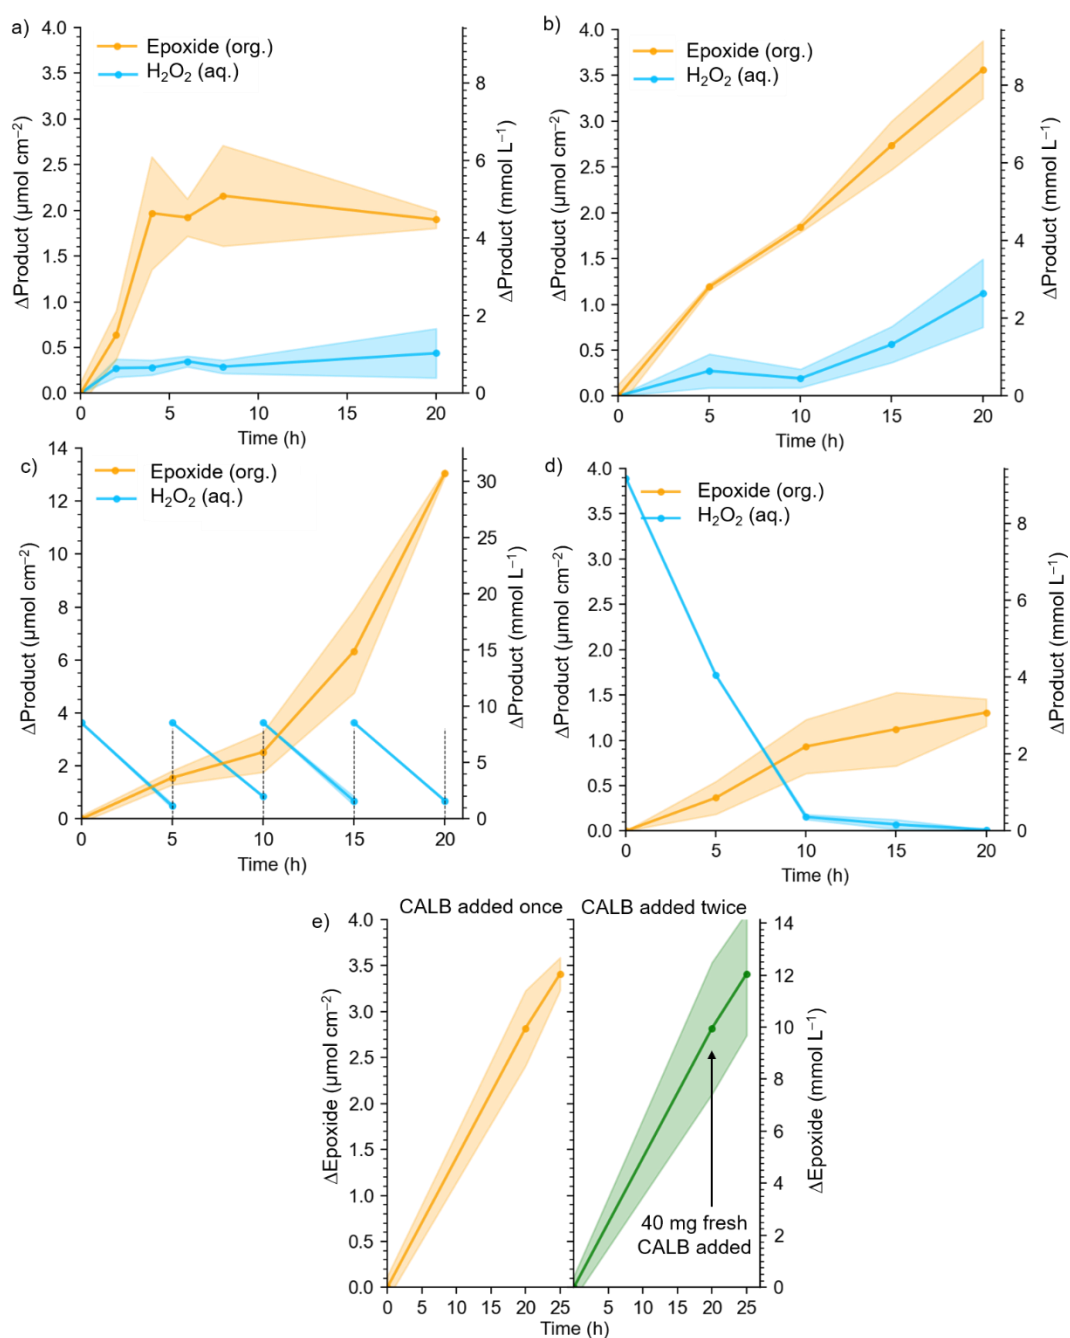 a)
Epoxide (org.)
H₂O₂ (aq.)
ΔProduct (µmol cm⁻²)
4.0
3.5
3.0
2.5
2.0
1.5
1.0
0.5
0.0
8
6
4
2
0
ΔProduct (mmol L⁻¹)
0 5 10 15 20
Time (h)
b)
Epoxide (org.)
H₂O₂ (aq.)
ΔProduct (µmol cm⁻²)
4.0
3.5
3.0
2.5
2.0
1.5
1.0
0.5
0.0
8
6
4
2
0
ΔProduct (mmol L⁻¹)
0 5 10 15 20
Time (h)
c)
Epoxide (org.)
H₂O₂ (aq.)
ΔProduct (µmol cm⁻²)
14
12
10
8
6
4
2
0
30
20
10
5
0
ΔProduct (mmol L⁻¹)
0 5 10 15 20
Time (h)
d)
Epoxide (org.)
H₂O₂ (aq.)
ΔProduct (µmol cm⁻²)
4.0
3.5
3.0
2.5
2.0
1.5
1.0
0.5
0.0
8
6
4
2
0
ΔProduct (mmol L⁻¹)
0 5 10 15 20
Time (h)
e)
CALB added once
CALB added twice
ΔEpoxide (µmol cm⁻²)
4.0
3.5
3.0
2.5
2.0
1.5
1.0
0.5
0.0
14
12
10
8
6
4
2
0
ΔEpoxide (mmol L⁻¹)
40 mg fresh
CALB added
0 5 10 15 20 25
5 10 15 20 25
Time (h)